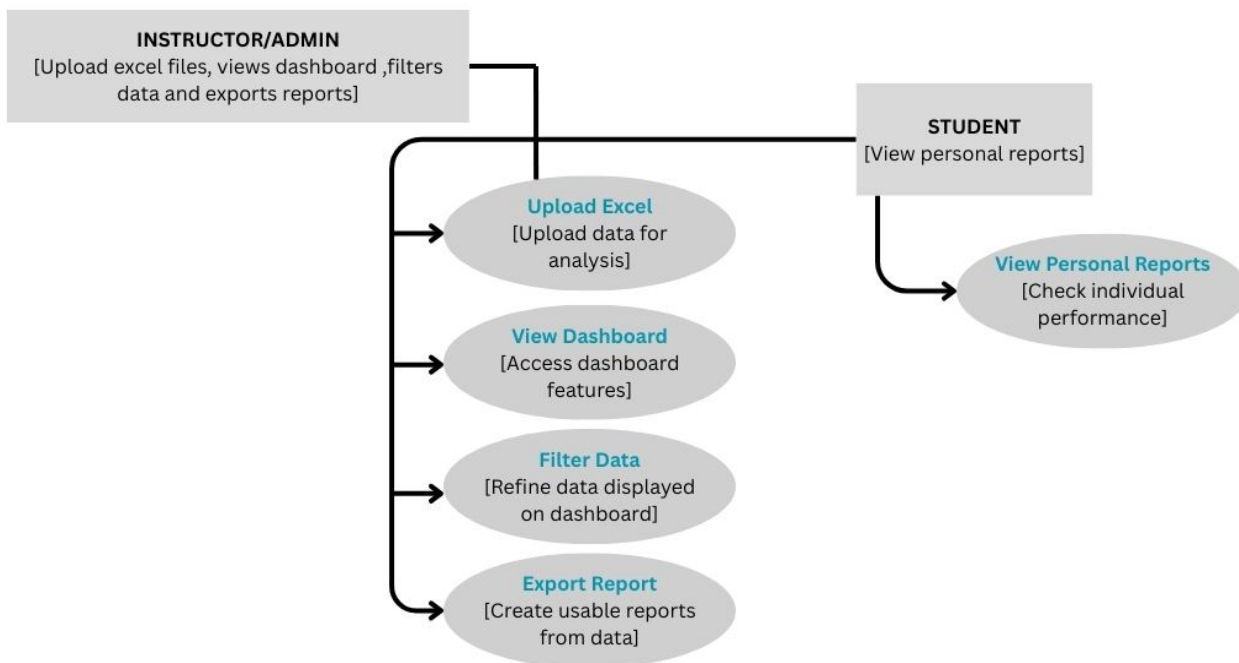 INSTRUCTOR/ADMIN
[Upload excel files, views dashboard ,filters
data and exports reports]
STUDENT
[View personal reports]
Upload Excel
[Upload data for
analysis]
View Personal Reports
[Check individual
performance]
View Dashboard
[Access dashboard
features]
Filter Data
[Refine data displayed
on dashboard]
Export Report
[Create usable reports
from data]